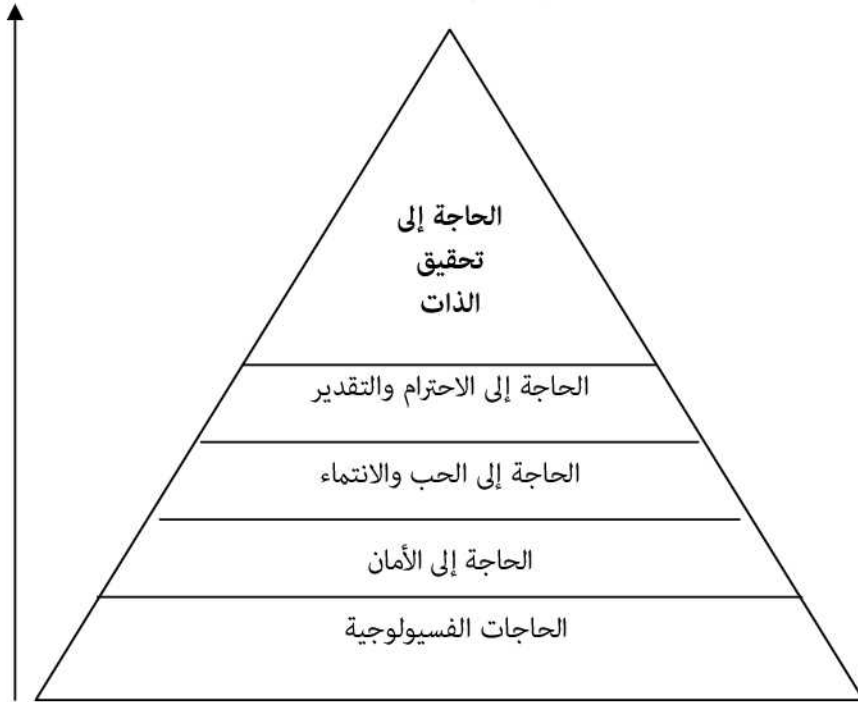 الحاجة إلى
تحقيق
الذات
الحاجة إلى الاحترام والتقدير
الحاجة إلى الحب والانتماء
الحاجة إلى الأمان
الحاجات الفسيولوجية